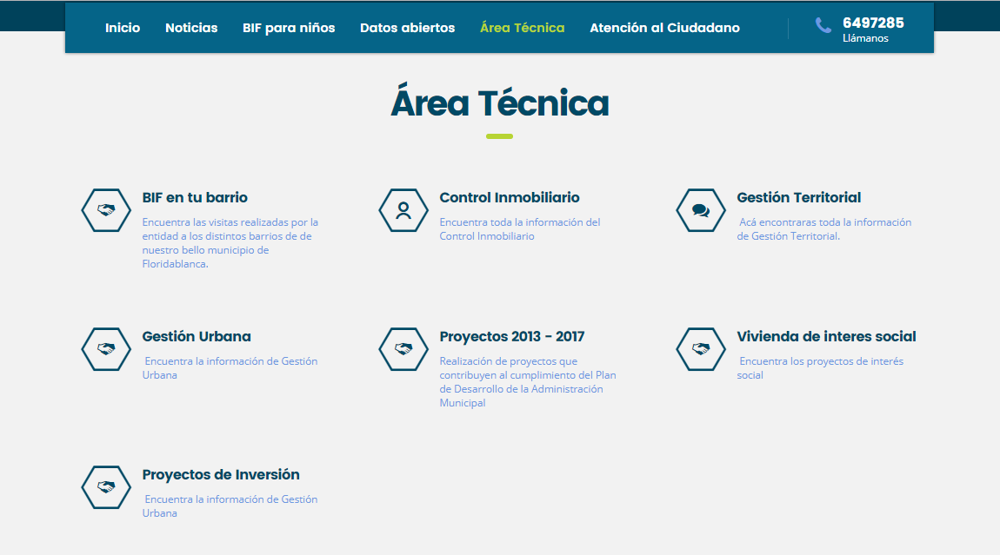 Inicio
Noticias
BIF para niños
Datos abiertos
Área Técnica
Atención al Ciudadano
6497285
Llámanos
Área Técnica
BIF en tu barrio
Encuentra las visitas realizadas por la
entidad a los distintos barrios de de
nuestro bello municipio de
Floridablanca.
Control Inmobiliario
Encuentra toda la información del
Control Inmobiliario
Gestión Territorial
Acá encontraras toda la información
de Gestión Territorial.
Gestión Urbana
Encuentra la información de Gestión
Urbana
Proyectos 2013 - 2017
Realización de proyectos que
contribuyen al cumplimiento del Plan
de Desarrollo de la Administración
Municipal
Vivienda de interes social
Encuentra los proyectos de interés
social
Proyectos de Inversión
Encuentra la información de Gestión
Urbana